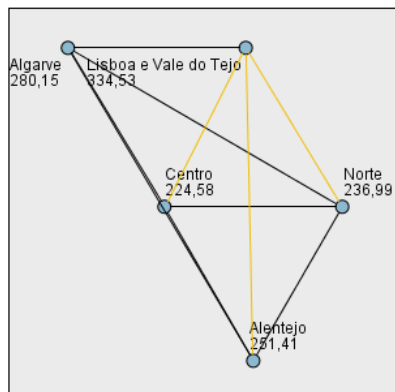 Algarve
280,15
Lisboa e Vale do Tejo
334,53
Centro
224,58
Norte
236,99
Alentejo
251,41